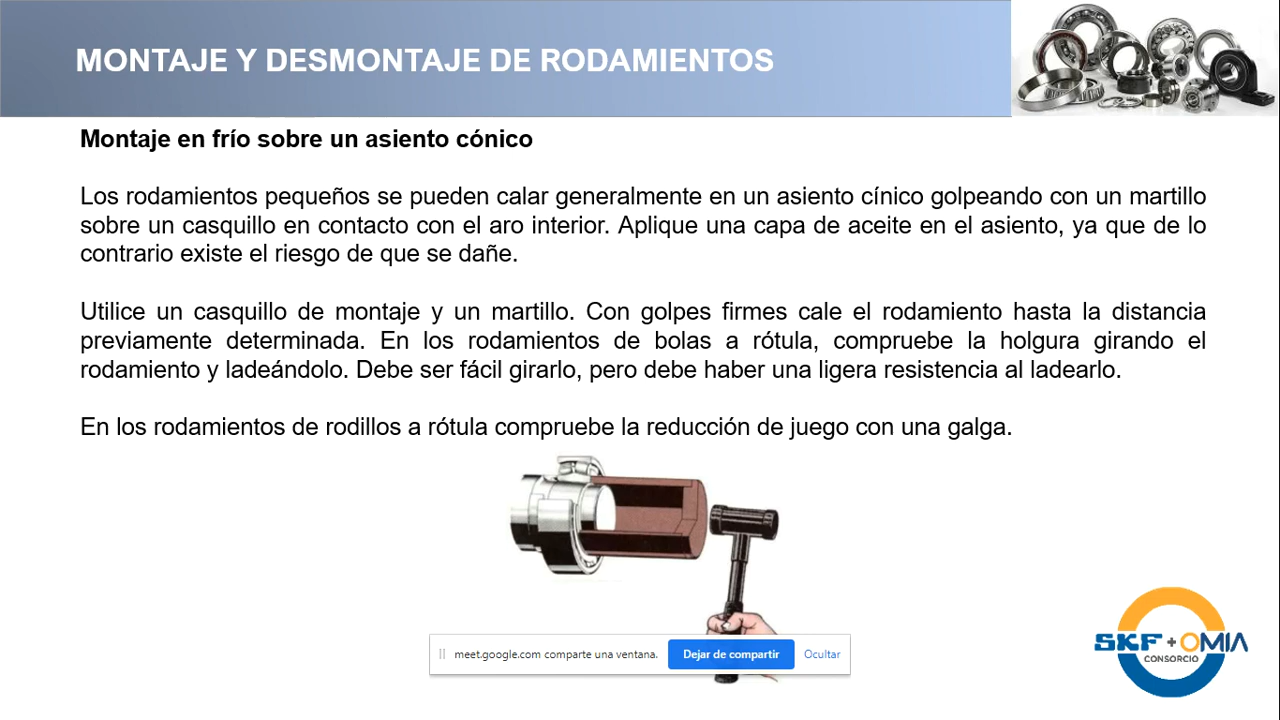 MONTAJE Y DESMONTAJE DE RODAMIENTOS
Montaje en frío sobre un asiento cónico
Los rodamientos pequeños se pueden calar generalmente en un asiento cínico golpeando con un martillo
sobre un casquillo en contacto con el aro interior. Aplique una capa de aceite en el asiento, ya que de lo
contrario existe el riesgo de que se dañe.
Utilice un casquillo de montaje y un martillo. Con golpes firmes cale el rodamiento hasta la distancia
previamente determinada. En los rodamientos de bolas a rótula, compruebe la holgura girando el
rodamiento y ladeándolo. Debe ser fácil girarlo, pero debe haber una ligera resistencia al ladearlo.
En los rodamientos de rodillos a rótula compruebe la reducción de juego con una galga.
meet.google.com comparte una ventana. Dejar de compartir Ocultar
SKF + OMIA
CONSORCIO